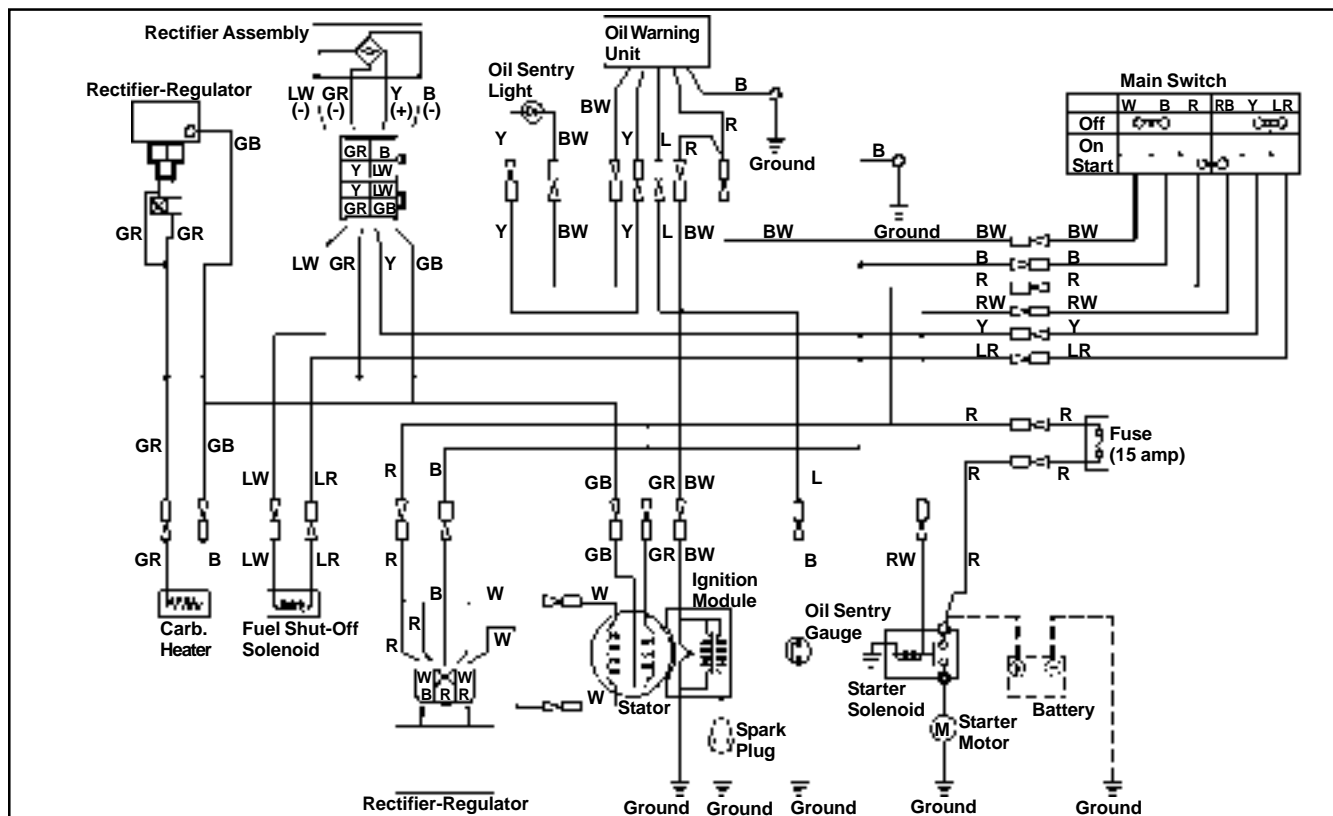 Rectifier Assembly
Oil Warning
Unit
Oil Sentry
Light
Main Switch
Rectifier-Regulator
W B R RB Y LR
Off
On
Start
LW GR Y B
(-) (-) (+) (-)
GB
BW
B
R
Y BW Y L R
Ground
B
GR B
Y LW
Y LW
GR GB
GR GR
Y BW Y L BW
BW Ground BW BW
B B
R R
RW RW
Y Y
LR LR
LW GR Y GB
R R
Fuse
(15 amp)
R R
GR GB
LW LR
R B
GB GR BW
L
GR B LW LR R
GB GR BW
B
RW R
B W W
Ignition
Module
Oil Sentry
Gauge
Carb.
Heater
Fuel Shut-Off
Solenoid
R
R
W
W W
B R R
W
Stator
Starter
Solenoid
Battery
M
Starter
Motor
Spark
Plug
Rectifier-Regulator
Ground Ground Ground Ground Ground